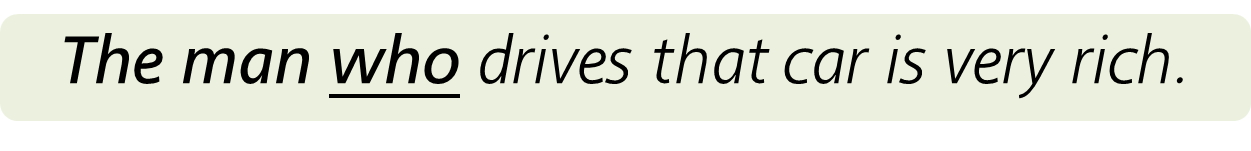 The man who drives that car is very rich.